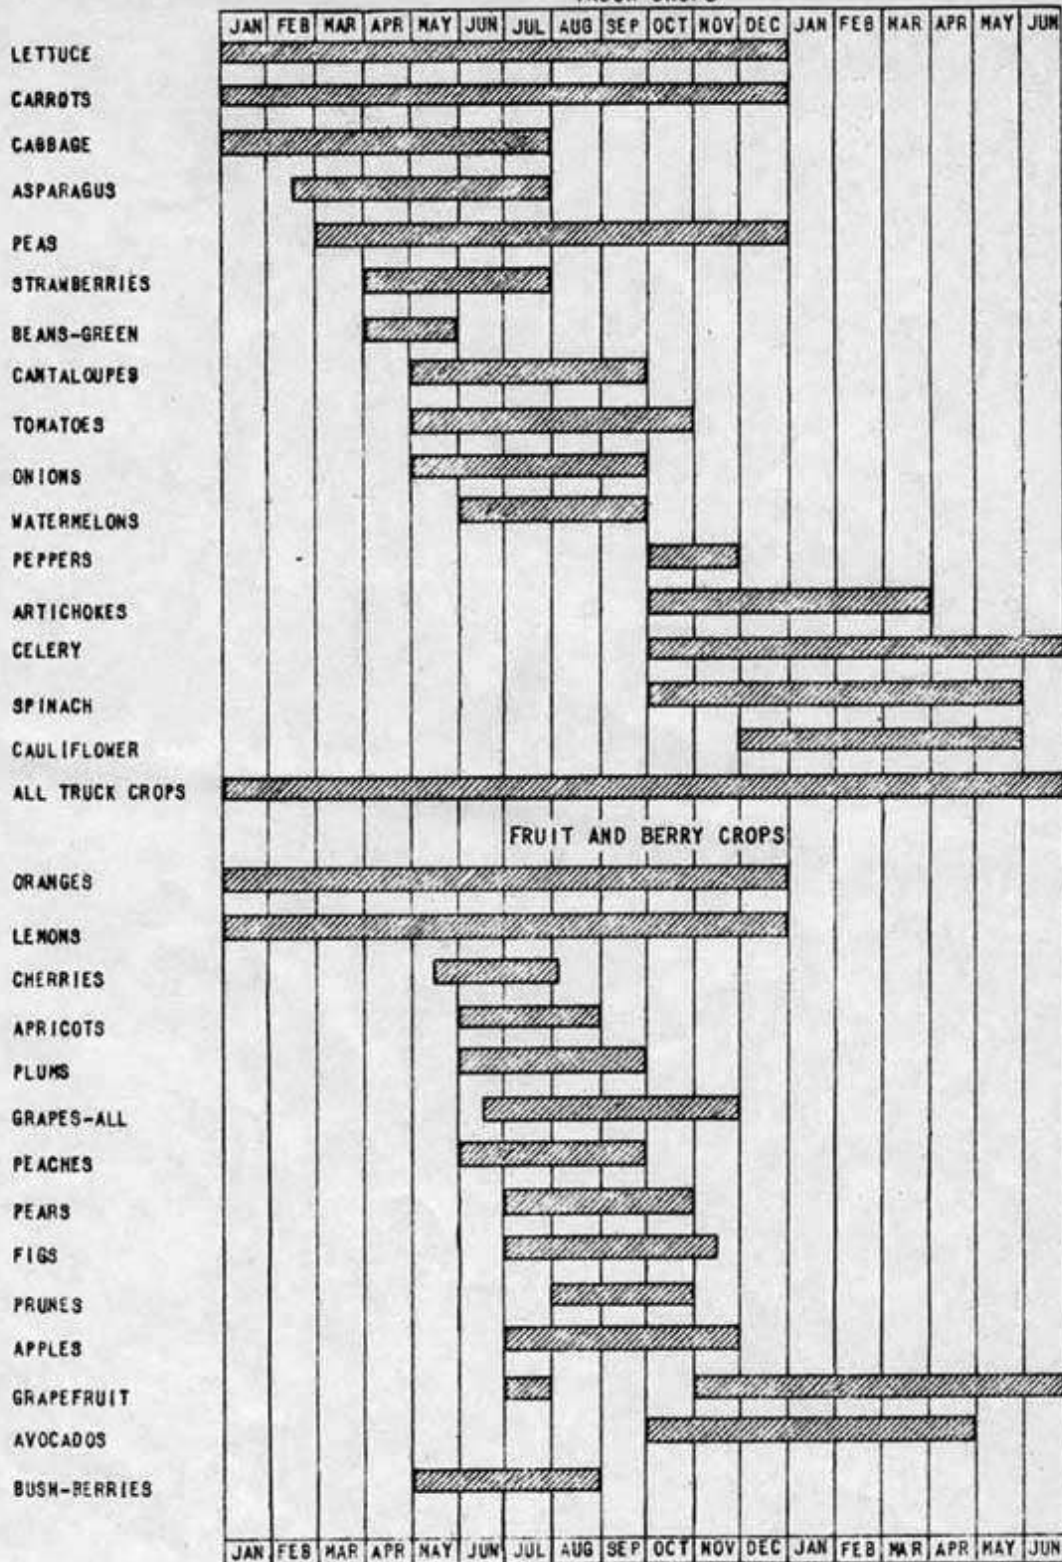 JAN FEB MAR APR MAY JUN JUL AUG SEP OCT NOV DEC JAN FEB MAR APR MAY JUN
LETTUCE
CARROTS
CABBAGE
ASPARAGUS
PEAS
STRAWBERRIES
BEANS-GREEN
CANTALOUPES
TOMATOES
ONIONS
WATERMELONS
PEPPERS
ARTICHOKES
CELERY
SPINACH
CAULIFLOWER
ALL TRUCK CROPS
FRUIT AND BERRY CROPS
ORANGES
LEMONS
CHERRIES
APRICOTS
PLUMS
GRAPES-ALL
PEACHES
PEARS
FIGS
PRUNES
APPLES
GRAPEFRUIT
AVOCADOS
BUSH-BERRIES
JAN FEB MAR APR MAY JUN JUL AUG SEP OCT NOV DEC JAN FEB MAR APR MAY JUN